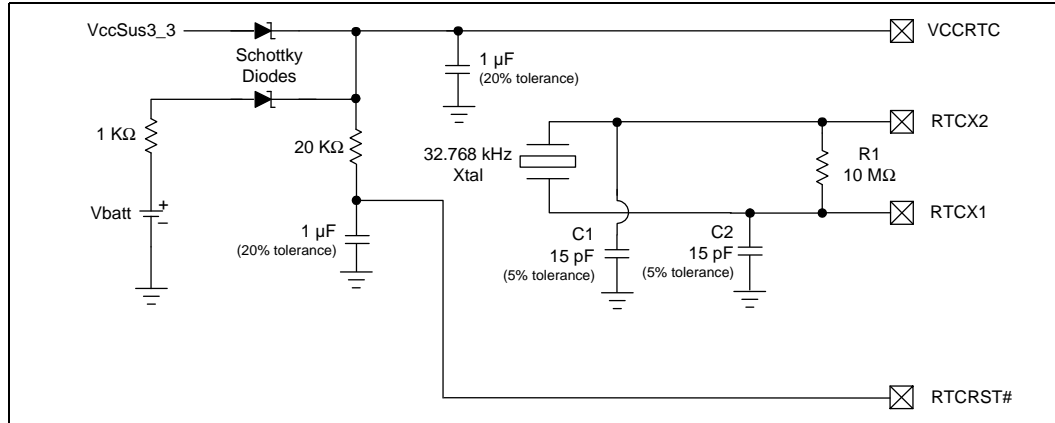 VccSus3_3
VCCRTC
Schottky
Diodes
1 µF
(20% tolerance)
1 KΩ
20 KΩ
32.768 kHz
Xtal
RTCX2
R1
10 MΩ
Vbatt
+
–
1 µF
(20% tolerance)
C1
15 pF
(5% tolerance)
C2
15 pF
(5% tolerance)
RTCX1
RTCRST#